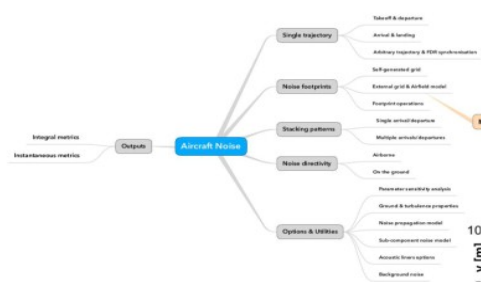 Take off & departure
Single trajectory
Arrival & landing
Arbitrary trajectory & FDR synchronisation
Self-generated grid
Noise footprints
External grid & Airfield model
Footprint operations
Single arrival/departure
Stacking patterns
Multiple arrivals/departures
Integral metrics
Outputs
Aircraft Noise
Instantaneous metrics
Airborne
Noise directivity
On the ground
Parameter sensitivity analysis
Ground & turbulence properties
Noise propagation model
Options & Utilities
Sub-component noise model
Acoustic liners options
Background noise
10
[m]